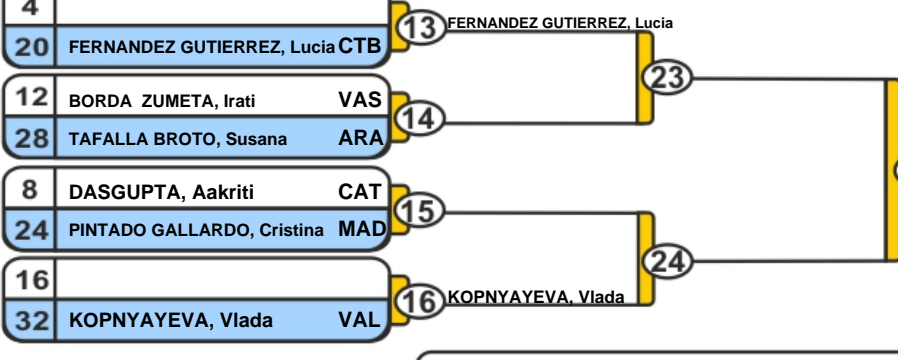 4
20 FERNANDEZ GUTIERREZ, Lucia CTB
13 FERNANDEZ GUTIERREZ, Lucia
23
12 BORDA ZUMETA, Irati VAS
14
28 TAFALLA BROTO, Susana ARA
8 DASGUPTA, Aakriti CAT
15
24 PINTADO GALLARDO, Cristina MAD
24
16
16 KOPNYAYEVA, Vlada
32 KOPNYAYEVA, Vlada VAL